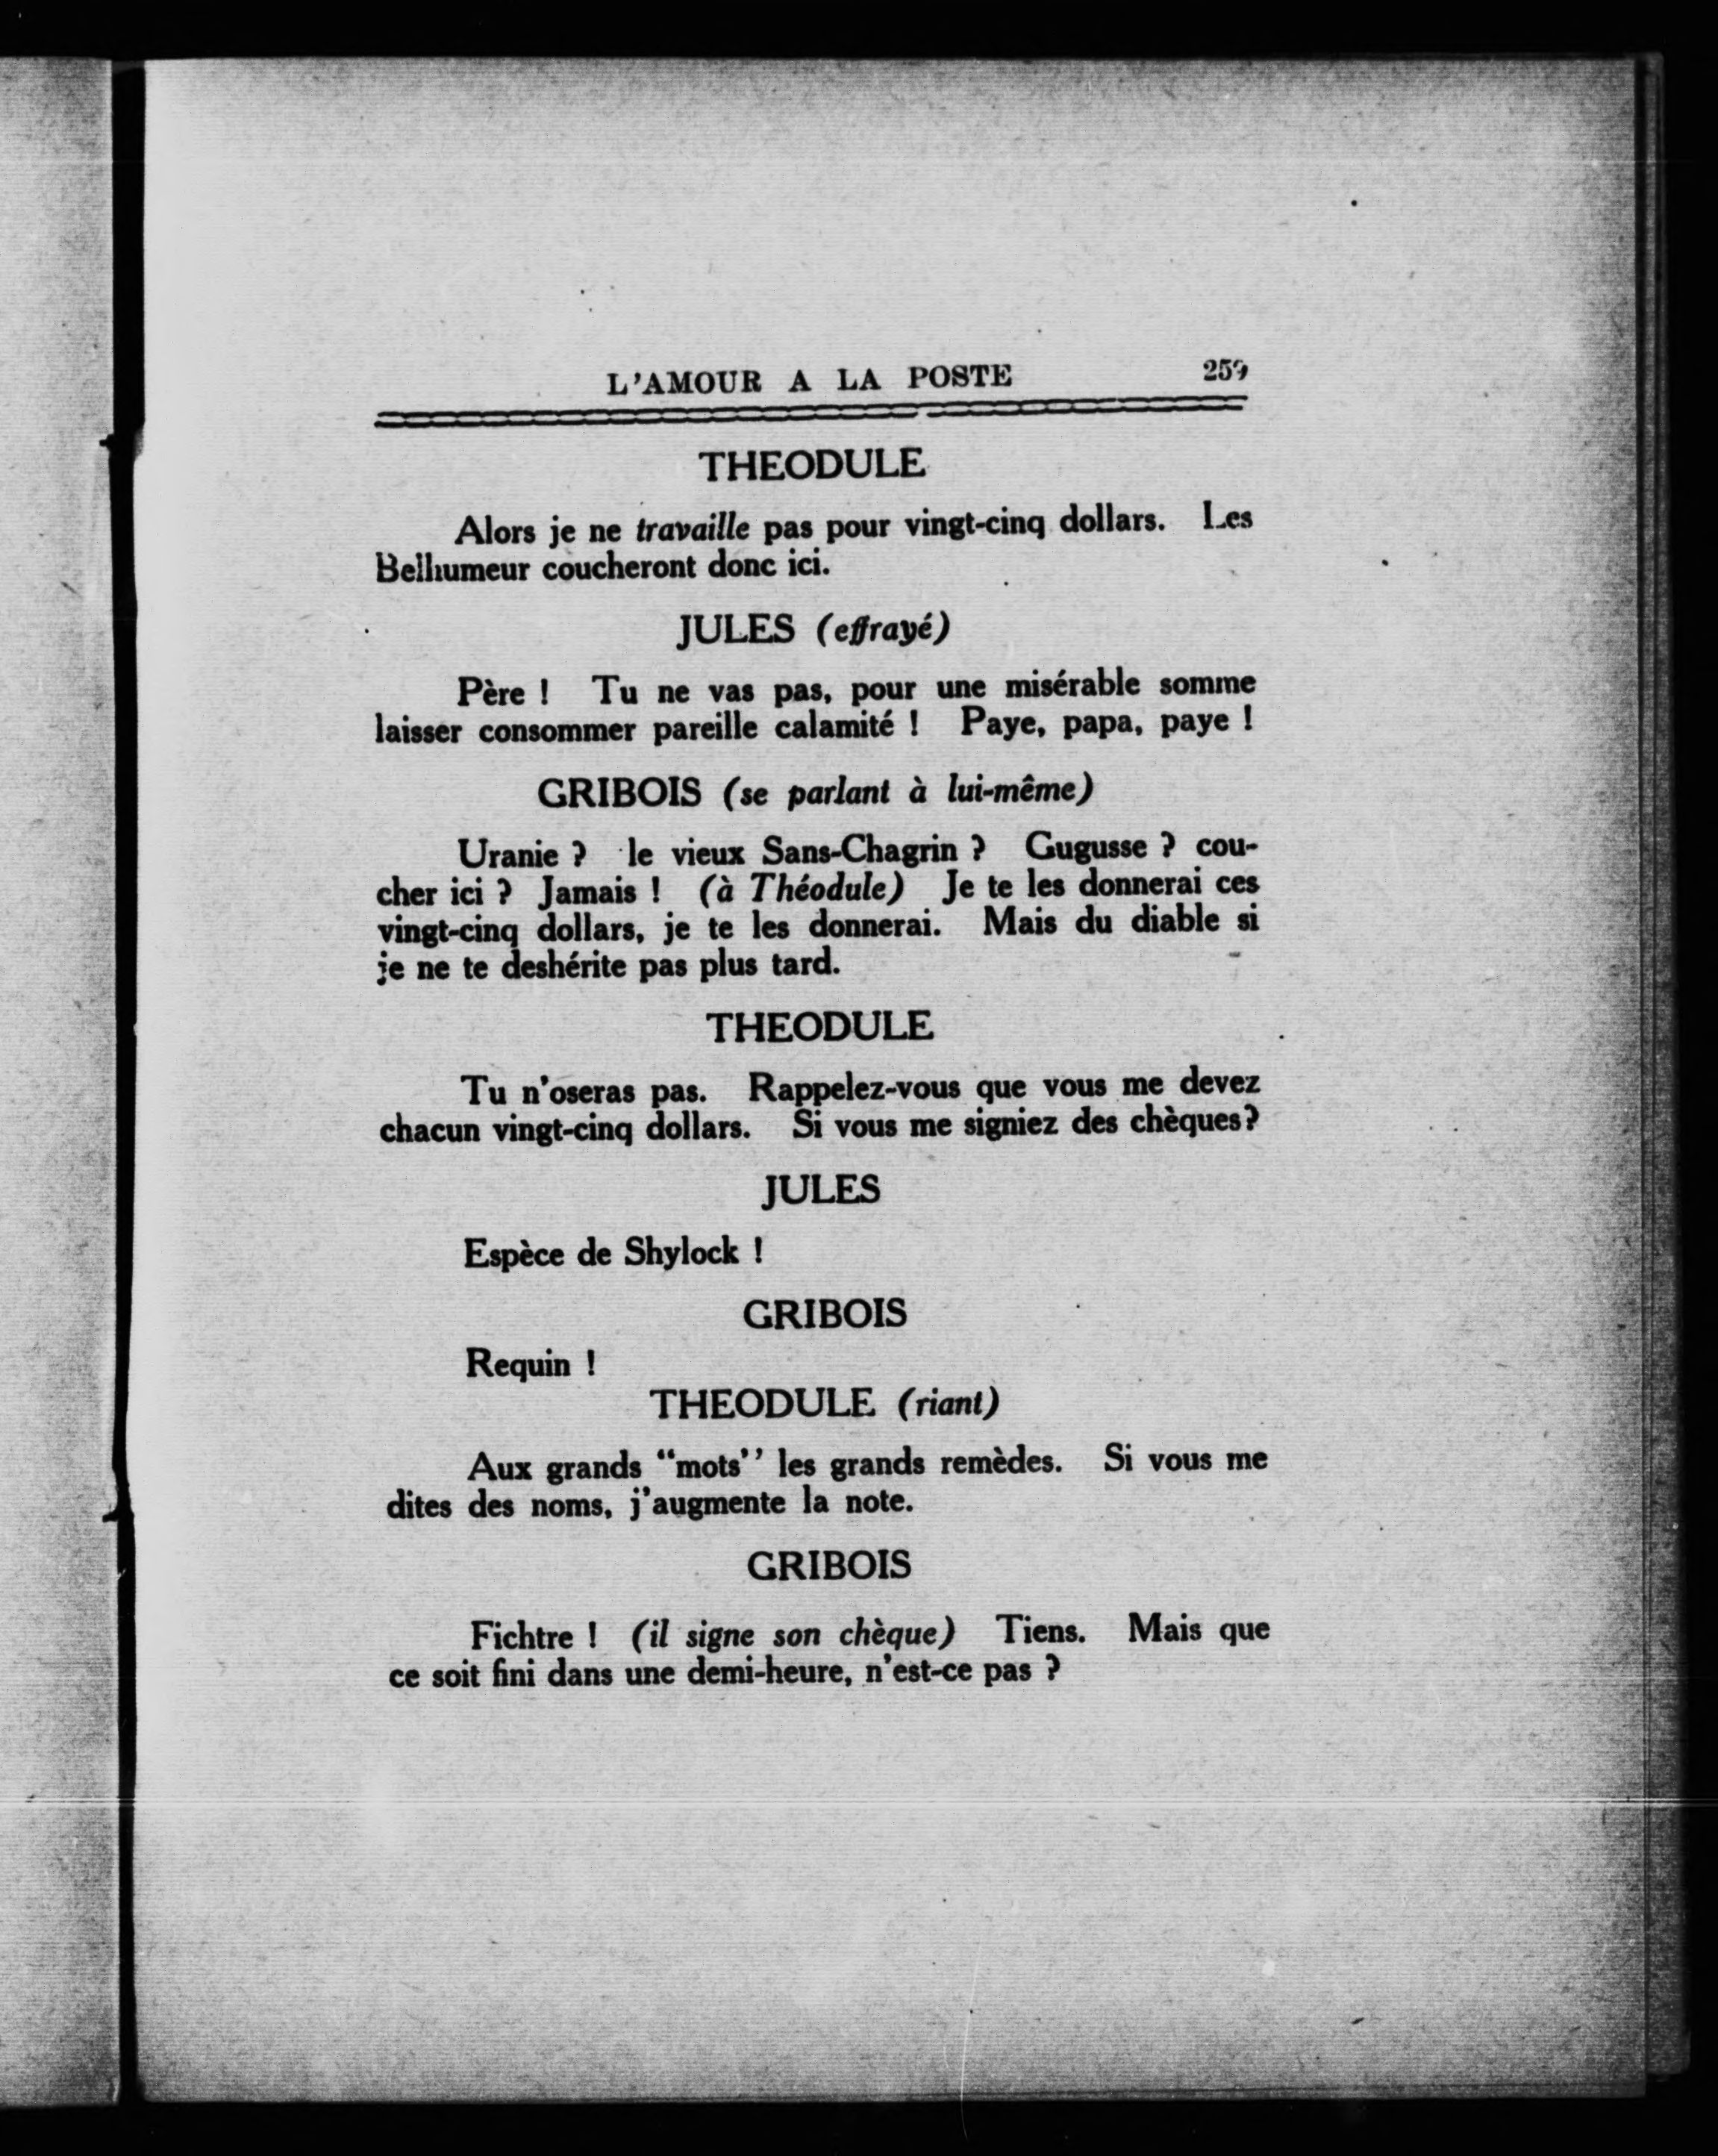 L'AMOUR A LA POSTE 259
THEODULE
Alors je ne travaille pas pour vingt-cinq dollars. Les
Belhumeur coucheront donc ici.
JULES (effrayé)
Père ! Tu ne vas pas, pour une misérable somme
laisser consommer pareille calamité ! Paye, papa, paye !
GRIBOIS (se parlant à lui-même)
Uranie ? le vieux Sans-Chagrin ? Gugusse ? cou-
cher ici ? Jamais ! (à Théodule) Je te les donnerai ces
vingt-cinq dollars, je te les donnerai. Mais du diable si
je ne te deshérite pas plus tard.
THEODULE
Tu n'oseras pas. Rappelez-vous que vous me devez
chacun vingt-cinq dollars. Si vous me signiez des chèques?
JULES
Espèce de Shylock !
GRIBOIS
Requin !
THEODULE (riant)
Aux grands "mots" les grands remèdes. Si vous me
dites des noms, j'augmente la note.
GRIBOIS
Fichtre ! (il signe son chèque) Tiens. Mais que
ce soit fini dans une demi-heure, n'est-ce pas ?